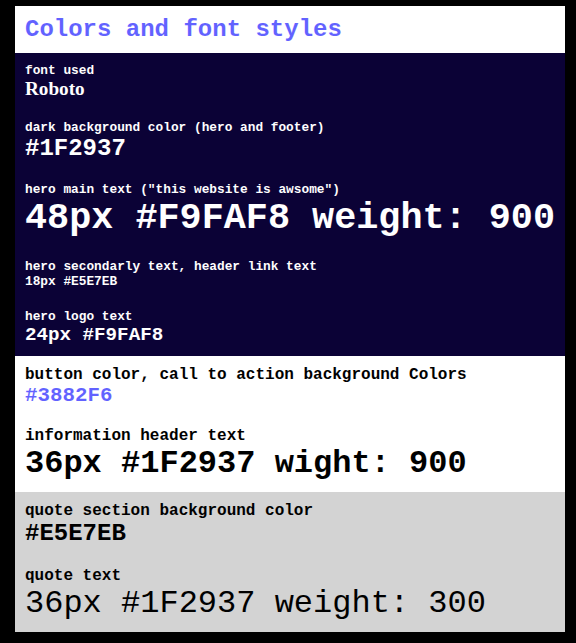 Colors and font styles
font used
Roboto
dark background color (hero and footer)
#1F2937
hero main text ("this website is awsome")
48px #F9FAF8 weight: 900
hero secondarly text, header link text
18px #E5E7EB
hero logo text
24px #F9FAF8
button color, call to action background Colors
#3882F6
information header text
36px #1F2937 wight: 900
quote section background color
#E5E7EB
quote text
36px #1F2937 weight: 300